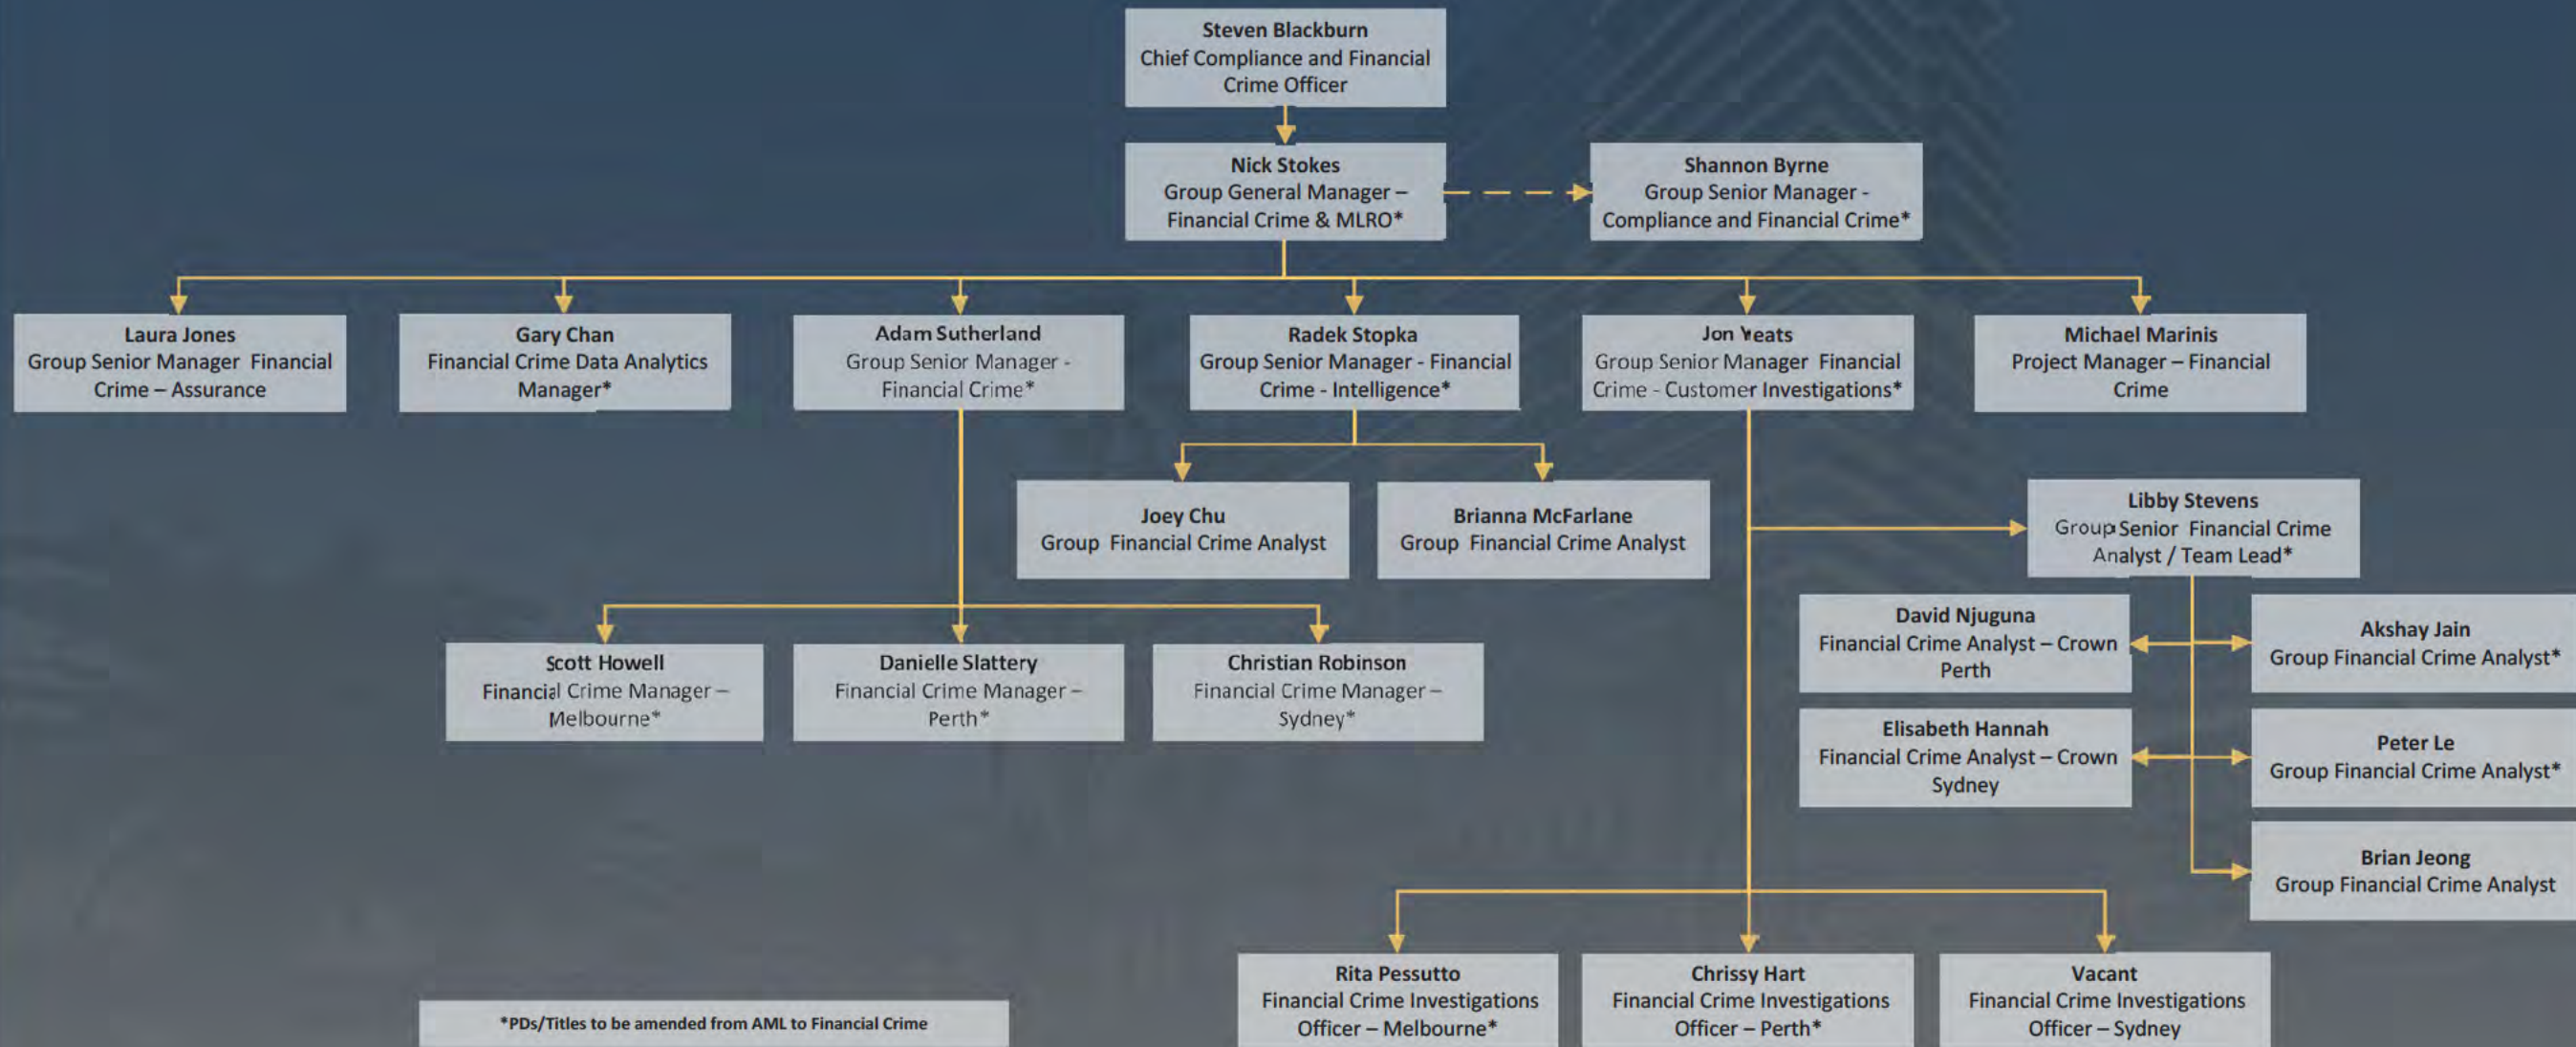 Steven Blackburn
Chief Compliance and Financial
Crime Officer
Nick Stokes
Group General Manager –
Financial Crime & MLRO*
Shannon Byrne
Group Senior Manager -
Compliance and Financial Crime*
Laura Jones
Group Senior Manager Financial
Crime – Assurance
Gary Chan
Financial Crime Data Analytics
Manager*
Adam Sutherland
Group Senior Manager -
Financial Crime*
Radek Stopka
Group Senior Manager - Financial
Crime - Intelligence*
Jon Yeats
Group Senior Manager Financial
Crime - Customer Investigations*
Michael Marinis
Project Manager – Financial
Crime
Joey Chu
Group Financial Crime Analyst
Brianna McFarlane
Group Financial Crime Analyst
Libby Stevens
Group Senior Financial Crime
Analyst / Team Lead*
David Njuguna
Financial Crime Analyst – Crown
Perth
Akshay Jain
Group Financial Crime Analyst*
Scott Howell
Financial Crime Manager –
Melbourne*
Danielle Slattery
Financial Crime Manager –
Perth*
Christian Robinson
Financial Crime Manager –
Sydney*
Elisabeth Hannah
Financial Crime Analyst – Crown
Sydney
Peter Le
Group Financial Crime Analyst*
Brian Jeong
Group Financial Crime Analyst
Rita Pessutto
Financial Crime Investigations
Officer – Melbourne*
Chrissy Hart
Financial Crime Investigations
Officer – Perth*
Vacant
Financial Crime Investigations
Officer – Sydney
*PDs/Titles to be amended from AML to Financial Crime